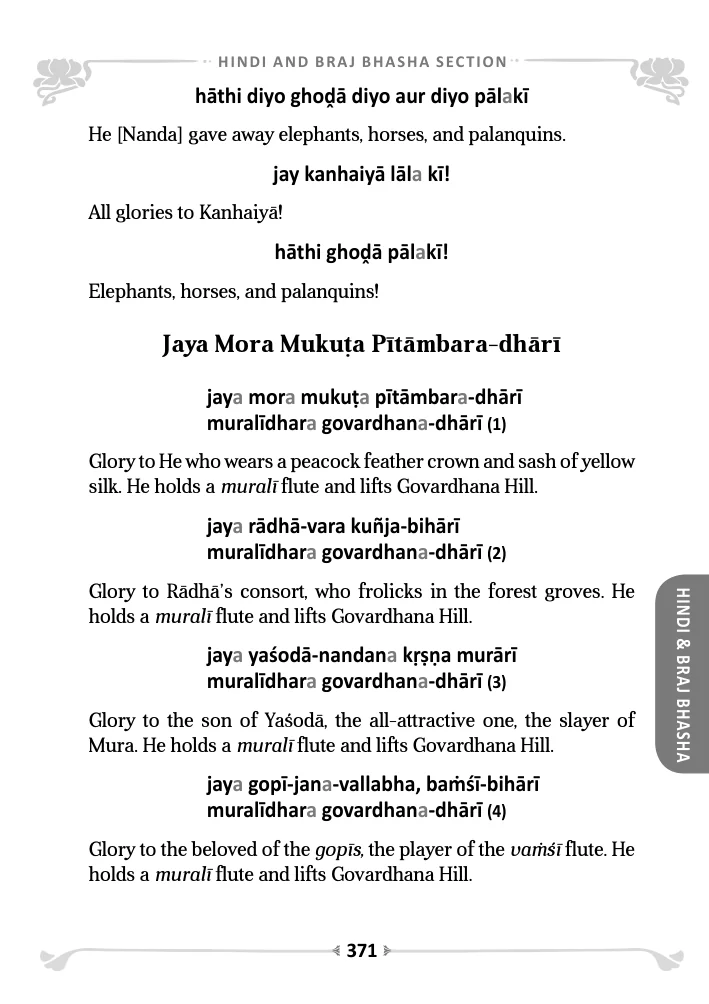 HINDI AND BRAJ BHASHA SECTION
hāthi diyo ghoḍ̣ā diyo aur diyo pālakī
He [Nanda] gave away elephants, horses, and palanquins.
jay kanhaiyā lāla kī!
All glories to Kanhaiyā!
hāthi ghoḍ̣ā pālakī!
Elephants, horses, and palanquins!
Jaya Mora Mukuṭa Pītāmbara-dhārī
jaya mora mukuṭa pītāmbara-dhārī
muralīdhara govardhana-dhārī (1)
Glory to He who wears a peacock feather crown and sash of yellow
silk. He holds a muralī flute and lifts Govardhana Hill.
jaya rādhā-vara kuñja-bihārī
muralīdhara govardhana-dhārī (2)
Glory to Rādhā’s consort, who frolicks in the forest groves. He
holds a muralī flute and lifts Govardhana Hill.
jaya yaśodā-nandana kṛṣṇa murārī
muralīdhara govardhana-dhārī (3)
Glory to the son of Yaśodā, the all-attractive one, the slayer of
Mura. He holds a muralī flute and lifts Govardhana Hill.
jaya gopī-jana-vallabha, baṁśī-bihārī
muralīdhara govardhana-dhārī (4)
Glory to the beloved of the gopīs, the player of the vaṁśī flute. He
holds a muralī flute and lifts Govardhana Hill.
HINDI & BRAJ BHASHA
371